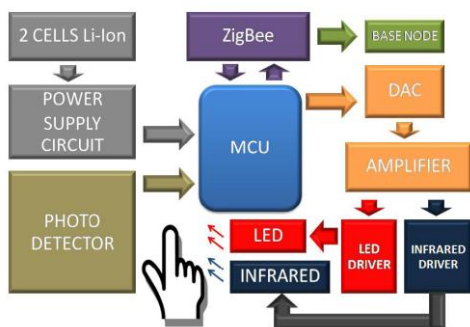 2 CELLS Li-Ion
ZigBee
BASE NODE
POWER
SUPPLY
CIRCUIT
MCU
DAC
AMPLIFIER
PHOTO
DETECTOR
LED
INFRARED
LED
DRIVER
INFRARED
DRIVER